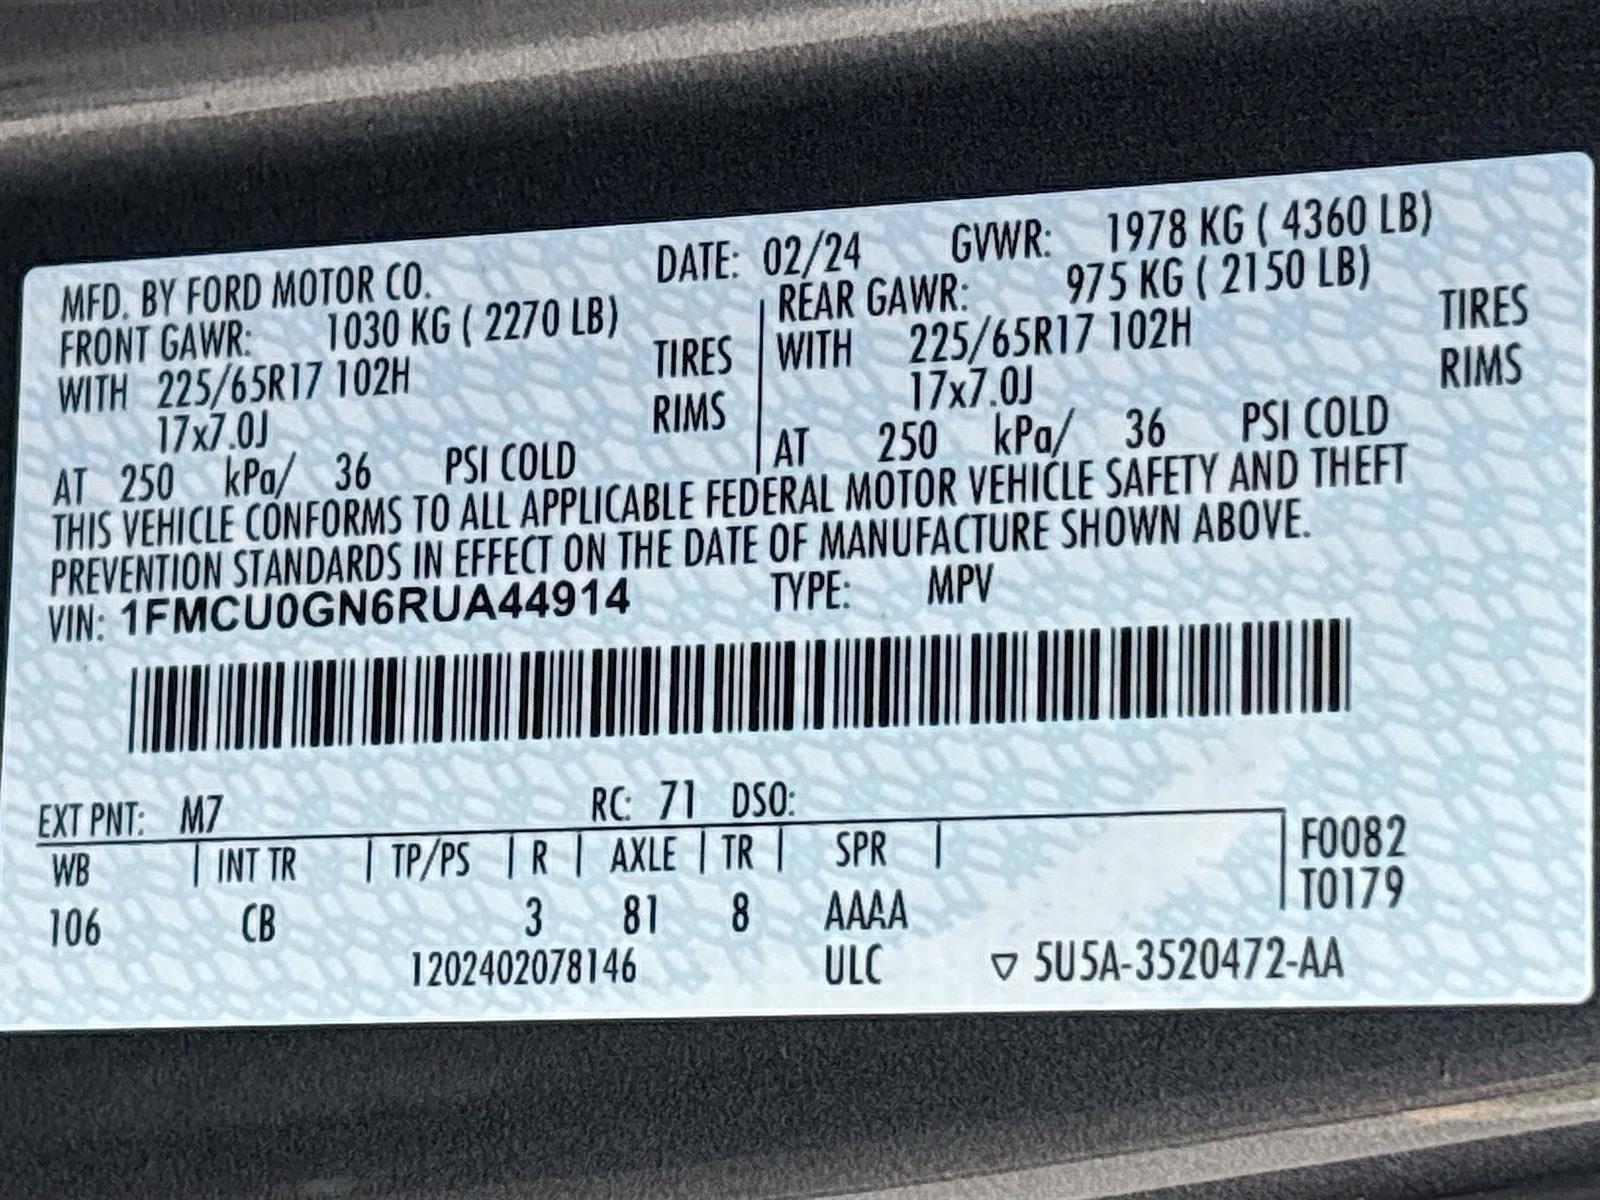 MFD. BY FORD MOTOR CO. DATE: 02/24 GVWR: 1978 KG ( 4360 LB)
FRONT GAWR: 1030 KG ( 2270 LB) REAR GAWR: 975 KG ( 2150 LB)
WITH 225/65R17 102H TIRES WITH 225/65R17 102H TIRES
17x7.0J RIMS 17x7.0J RIMS
AT 250 kPa/ 36 PSI COLD AT 250 kPa/ 36 PSI COLD
THIS VEHICLE CONFORMS TO ALL APPLICABLE FEDERAL MOTOR VEHICLE SAFETY AND THEFT
PREVENTION STANDARDS IN EFFECT ON THE DATE OF MANUFACTURE SHOWN ABOVE.
VIN: 1FMCU0GN6RUA44914 TYPE: MPV
EXT PNT: M7 RC: 71 DSO:
WB INT TR TP/PS R AXLE TR SPR F0082
T0179
106 CB 3 81 8 AAAA
1202402078146 ULC ▽ 5U5A-3520472-AA